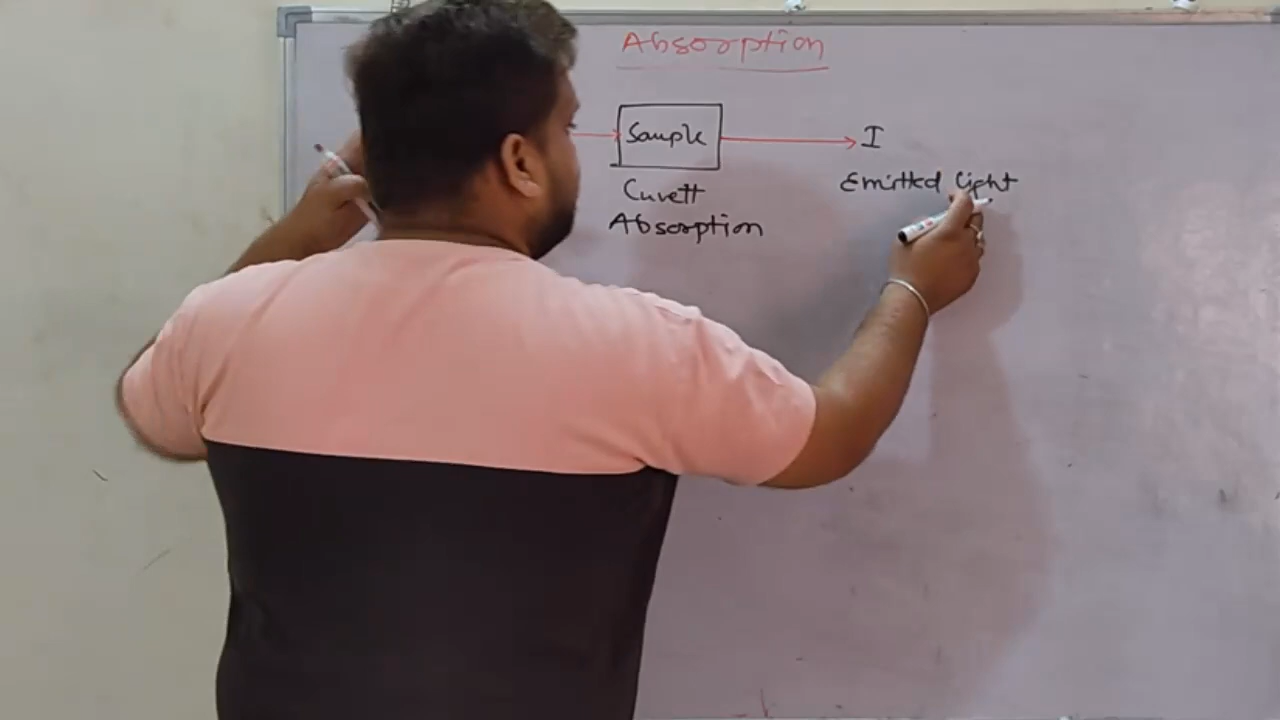 Absorption
Sample
I
Emitted light
Cuvett
Absorption